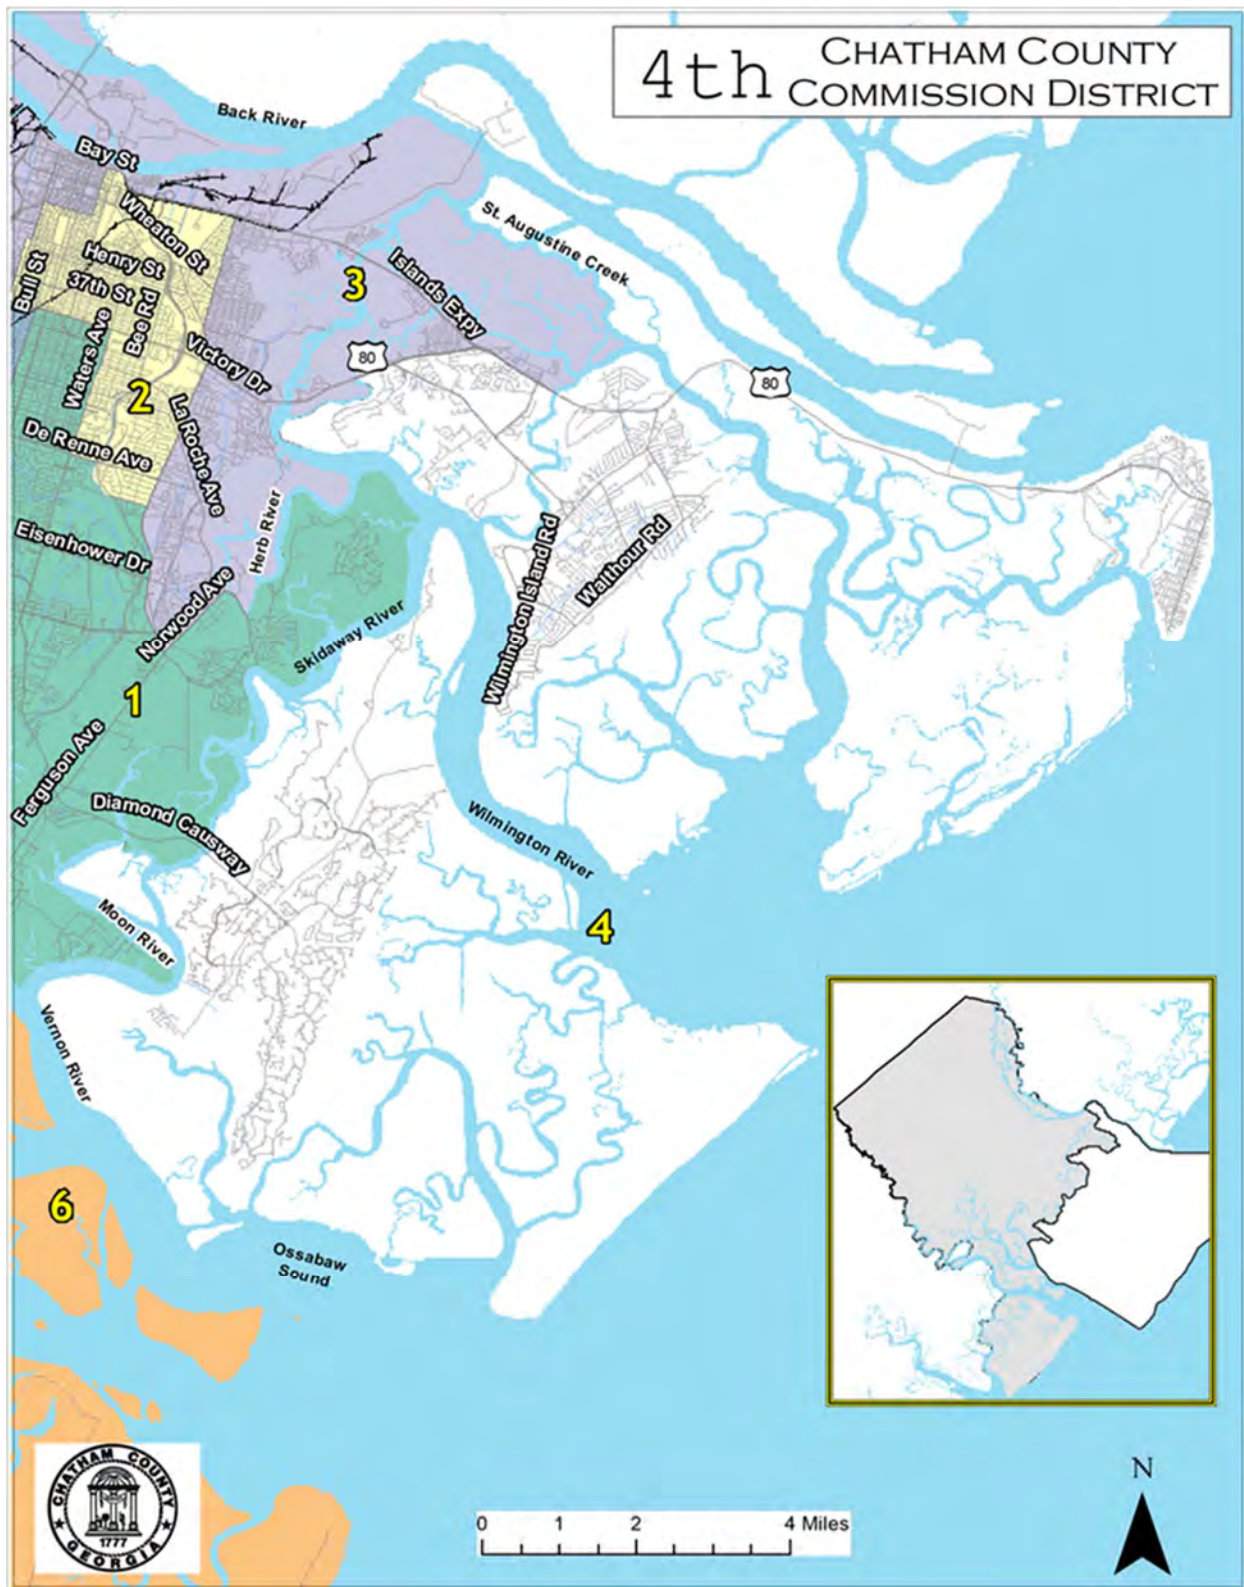 4th
CHATHAM COUNTY
COMMISSION DISTRICT
Back River
Bay St
Wheaton St
St. Augustine Creek
Henry St
Islands Expy
Bull St
37th St
3
Bee Rd
Waters Ave
Victory Dr
80
80
2
La Roche Ave
De Renne Ave
Herb River
Eisenhower Dr
Wilmington Island Rd
Walthour Rd
Norwood Ave
Skidaway River
1
Ferguson Ave
Diamond Causway
Wilmington River
Moon River
4
Vernon River
6
Ossabaw
Sound
CHATHAM COUNTY
1777
GEORGIA
0 1 2 4 Miles
N